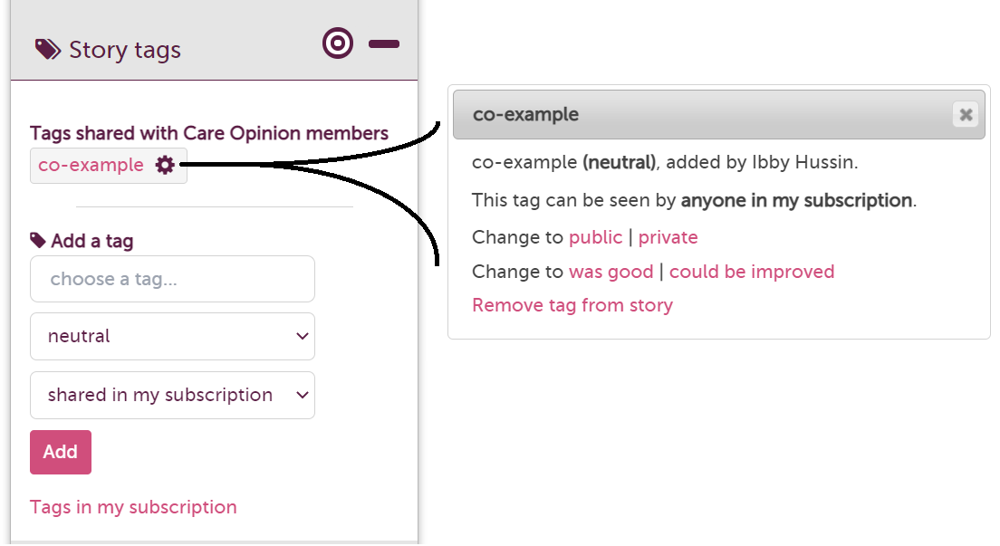 Story tags
Tags shared with Care Opinion members
co-example
Add a tag
choose a tag...
neutral
shared in my subscription
Add
Tags in my subscription
co-example
co-example (neutral), added by Ibby Hussin.
This tag can be seen by anyone in my subscription.
Change to public | private
Change to was good | could be improved
Remove tag from story